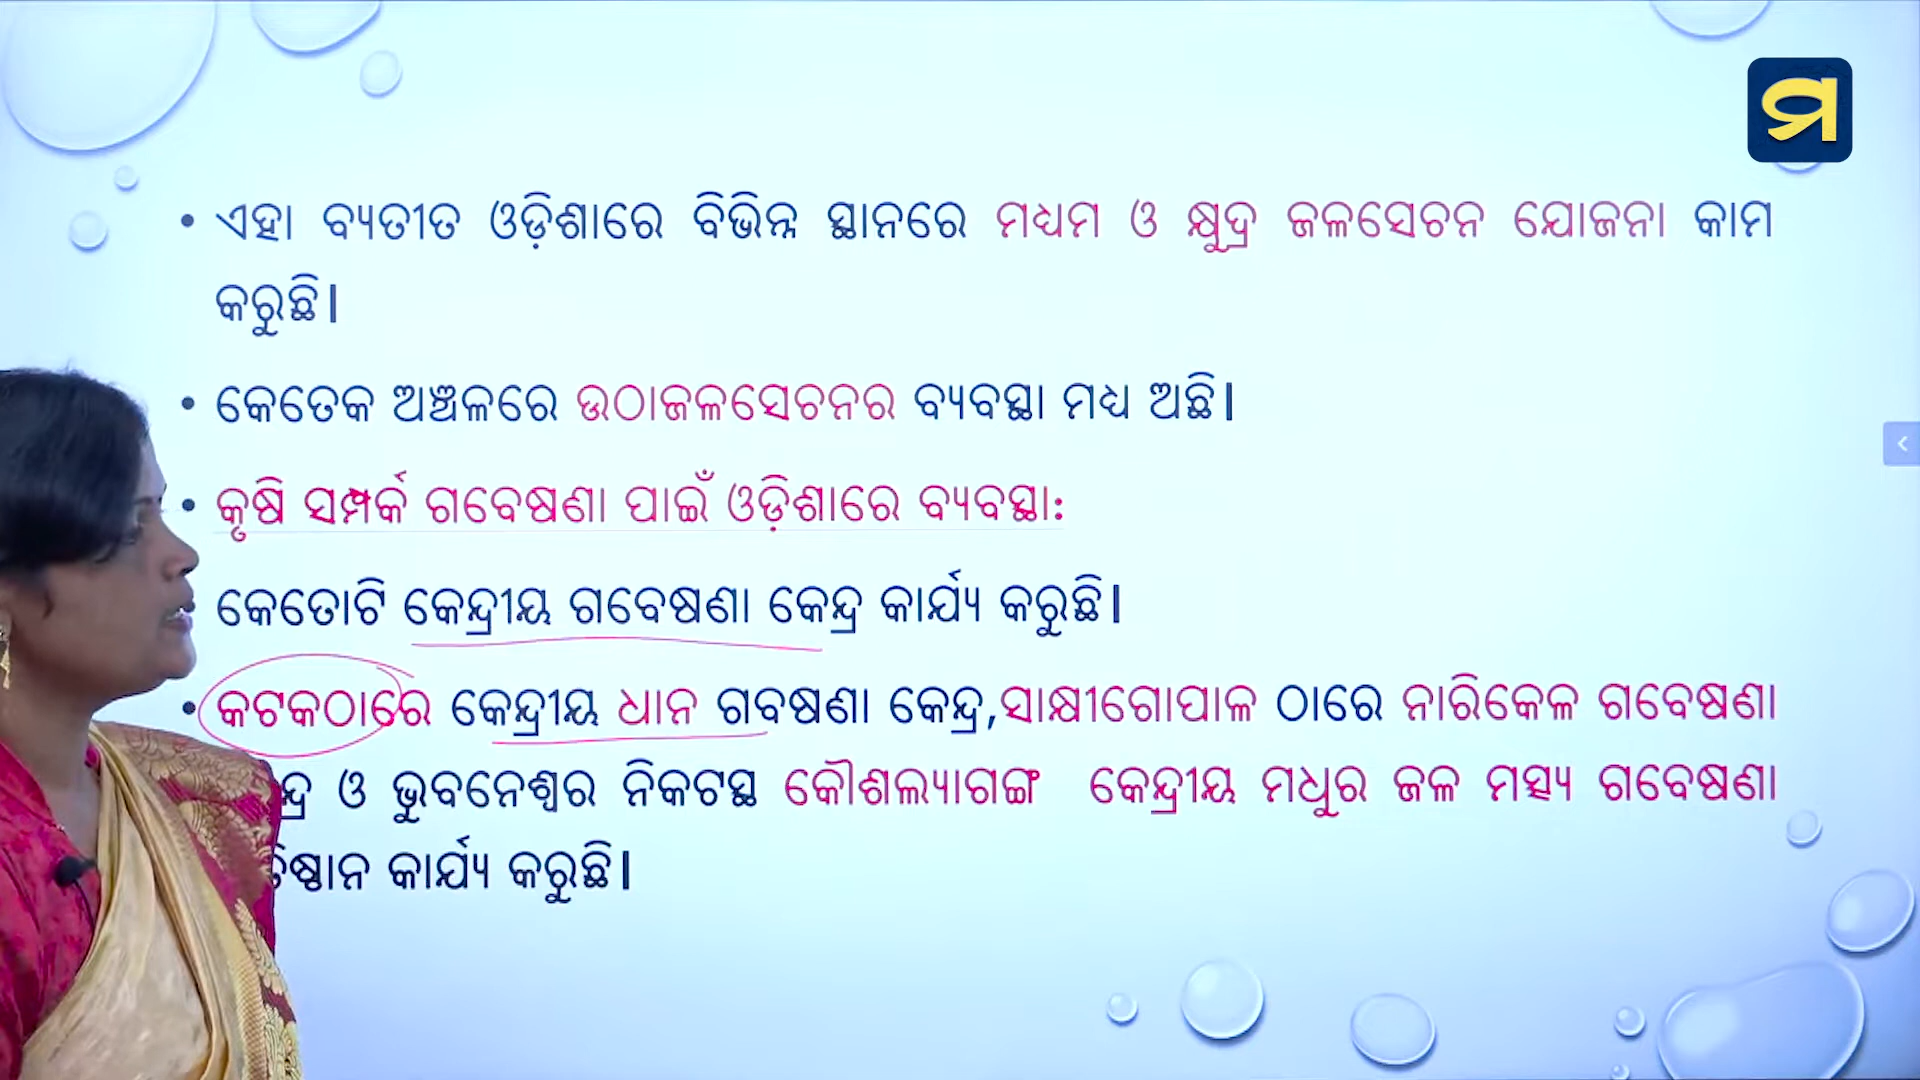 ମ
• ଏହା ବ୍ୟତୀତ ଓଡ଼ିଶାରେ ବିଭିନ୍ନ ସ୍ଥାନରେ ମଧ୍ୟମ ଓ କ୍ଷୁଦ୍ର ଜଳସେଚନ ଯୋଜନା କାମ
କରୁଛି।
• କେତେକ ଅଞ୍ଚଳରେ ଉଠାଜଳସେଚନର ବ୍ୟବସ୍ଥା ମଧ୍ୟ ଅଛି।
• କୃଷି ସମ୍ପର୍କ ଗବେଷଣା ପାଇଁ ଓଡ଼ିଶାରେ ବ୍ୟବସ୍ଥା:
କେତୋଟି କେନ୍ଦ୍ରୀୟ ଗବେଷଣା କେନ୍ଦ୍ର କାର୍ଯ୍ୟ କରୁଛି।
• କଟକଠାରେ କେନ୍ଦ୍ରୀୟ ଧାନ ଗବଷଣା କେନ୍ଦ୍ର,ସାକ୍ଷୀଗୋପାଳ ଠାରେ ନାରିକେଳ ଗବେଷଣା
ଓ ଭୁବନେଶ୍ୱର ନିକଟସ୍ଥ କୌଶଲ୍ୟାଗଙ୍ଗ କେନ୍ଦ୍ରୀୟ ମଧୁର ଜଳ ମତ୍ସ୍ୟ ଗବେଷଣା
କାର୍ଯ୍ୟ କରୁଛି।